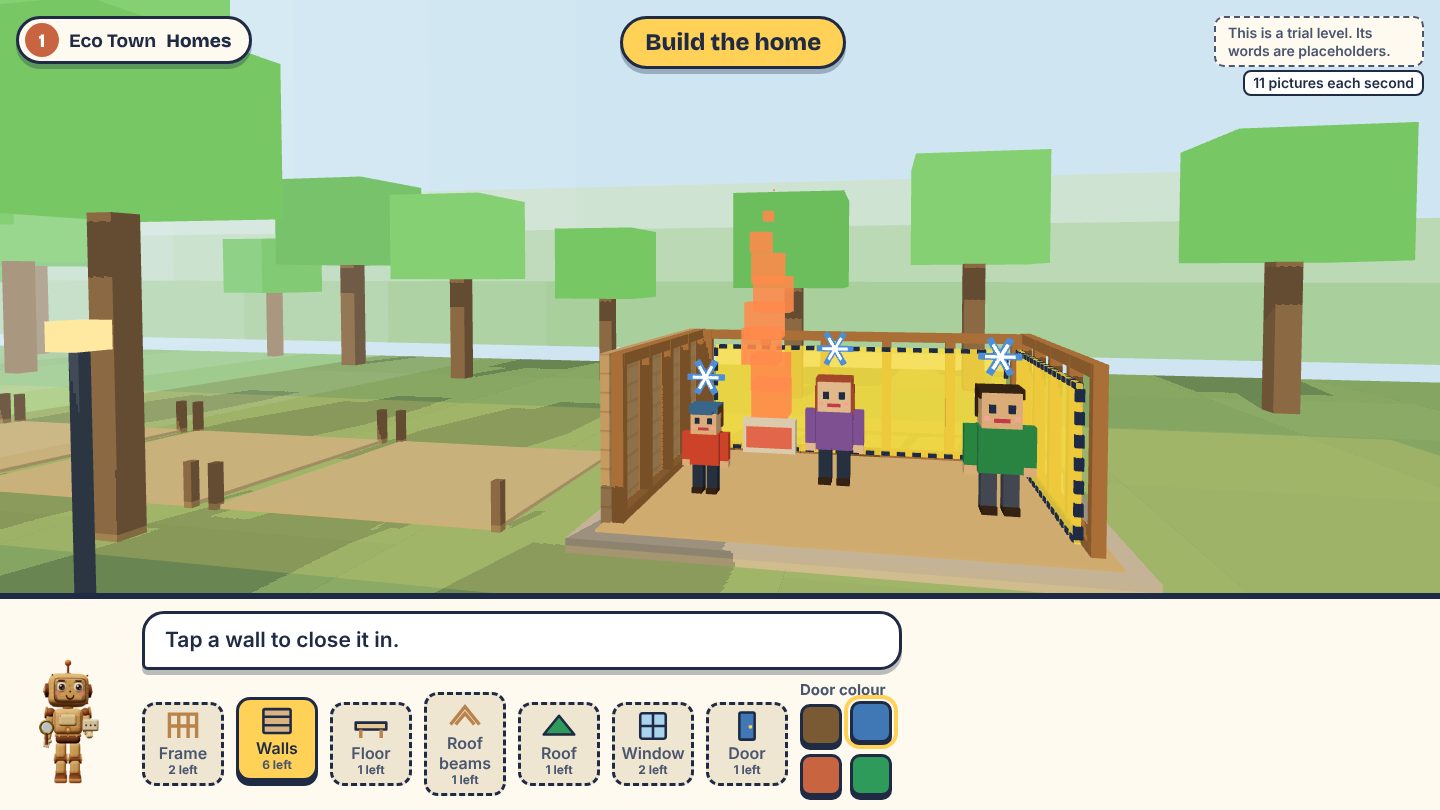 1 Eco Town Homes
Build the home
This is a trial level. Its
words are placeholders.
11 pictures each second
Tap a wall to close it in.
Frame
2 left
Walls
6 left
Floor
1 left
Roof
beams
1 left
Roof
1 left
Window
2 left
Door
1 left
Door colour